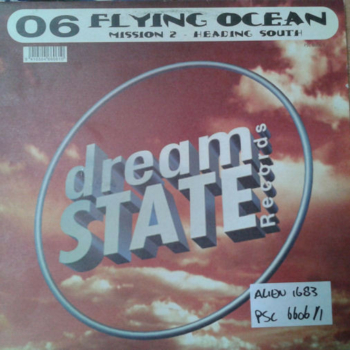 06 FLYING OCEAN
MISSION 2 - HEADING SOUTH
dream
STATE
Records
ALIEN 1683
PSC 6606/1